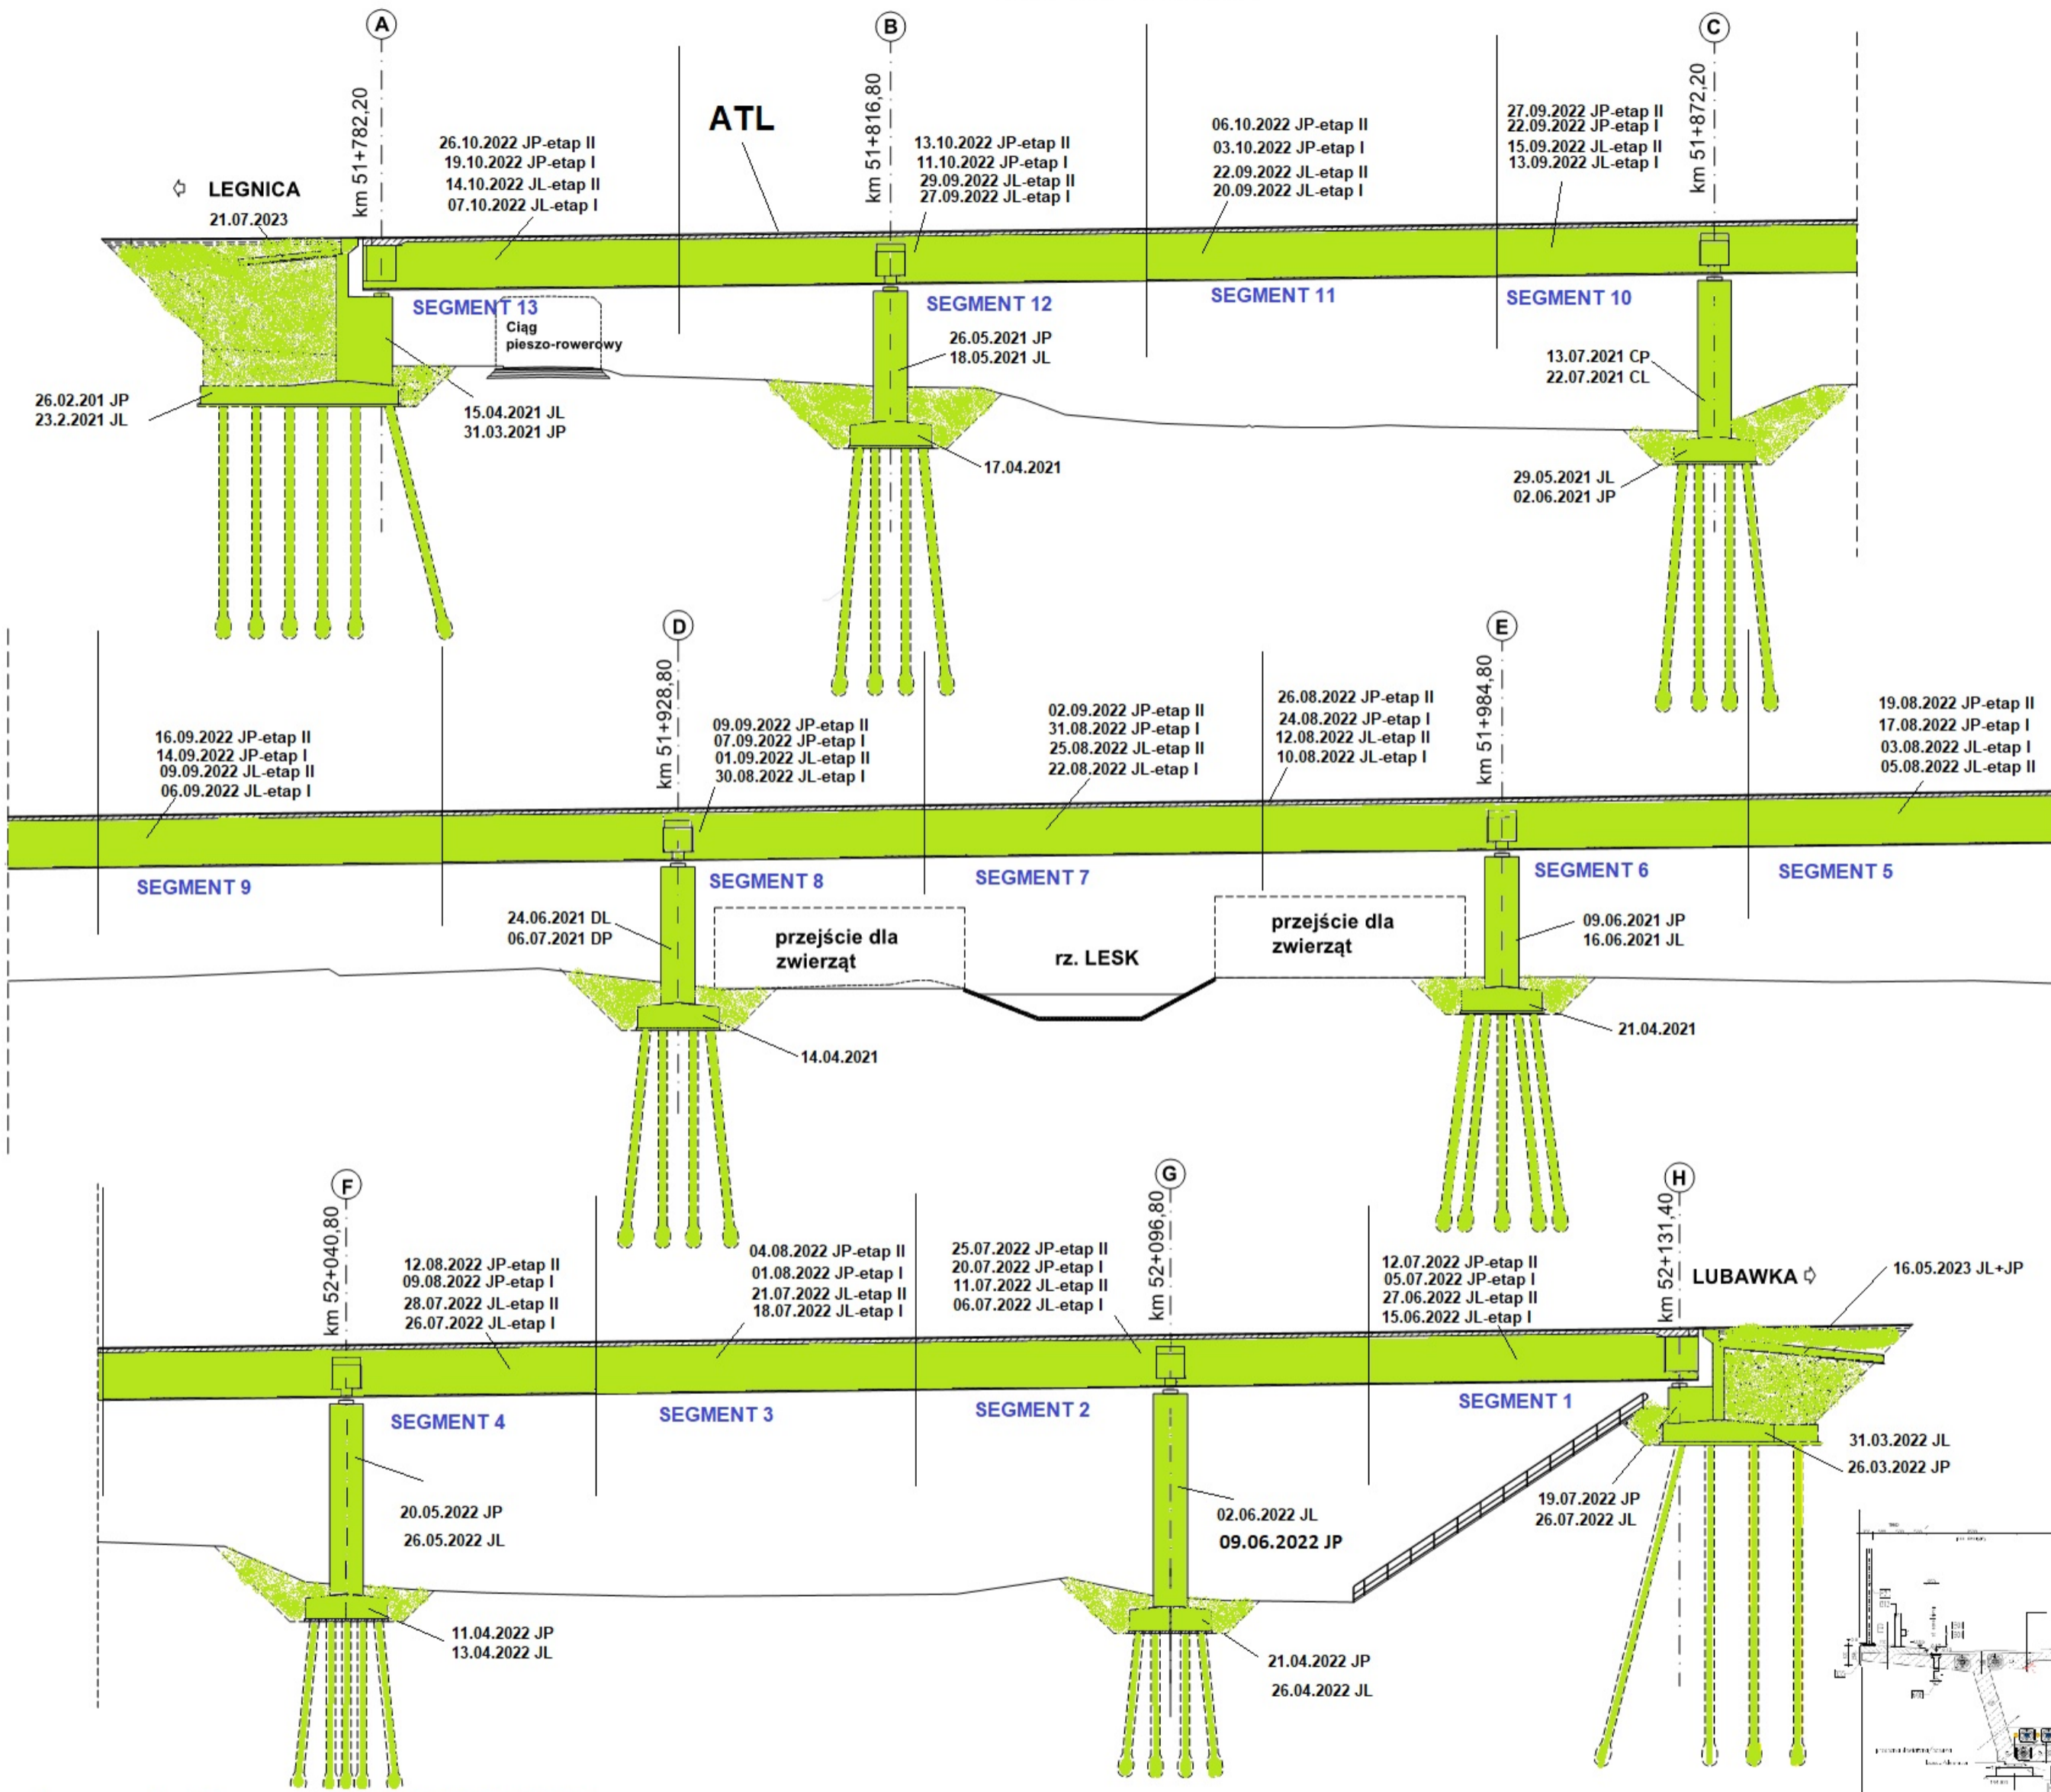 A
B
C
km 51+782,20
km 51+816,80
km 51+872,20
ATL
LEGNICA
21.07.2023
26.10.2022 JP-etap II
19.10.2022 JP-etap I
14.10.2022 JL-etap II
07.10.2022 JL-etap I
13.10.2022 JP-etap II
11.10.2022 JP-etap I
29.09.2022 JL-etap II
27.09.2022 JL-etap I
06.10.2022 JP-etap II
03.10.2022 JP-etap I
22.09.2022 JL-etap II
20.09.2022 JL-etap I
27.09.2022 JP-etap II
22.09.2022 JP-etap I
15.09.2022 JL-etap II
13.09.2022 JL-etap I
SEGMENT 13
SEGMENT 12
SEGMENT 11
SEGMENT 10
Ciąg
pieszo-rowerowy
26.02.201 JP
23.2.2021 JL
15.04.2021 JL
31.03.2021 JP
26.05.2021 JP
18.05.2021 JL
17.04.2021
13.07.2021 CP
22.07.2021 CL
29.05.2021 JL
02.06.2021 JP
D
E
km 51+928,80
km 51+984,80
16.09.2022 JP-etap II
14.09.2022 JP-etap I
09.09.2022 JL-etap II
06.09.2022 JL-etap I
09.09.2022 JP-etap II
07.09.2022 JP-etap I
01.09.2022 JL-etap II
30.08.2022 JL-etap I
02.09.2022 JP-etap II
31.08.2022 JP-etap I
25.08.2022 JL-etap II
22.08.2022 JL-etap I
26.08.2022 JP-etap II
24.08.2022 JP-etap I
12.08.2022 JL-etap II
10.08.2022 JL-etap I
19.08.2022 JP-etap II
17.08.2022 JP-etap I
03.08.2022 JL-etap I
05.08.2022 JL-etap II
SEGMENT 9
SEGMENT 8
SEGMENT 7
SEGMENT 6
SEGMENT 5
24.06.2021 DL
06.07.2021 DP
przejście dla
zwierząt
rz. LESK
przejście dla
zwierząt
09.06.2021 JP
16.06.2021 JL
14.04.2021
21.04.2021
F
G
H
km 52+040,80
km 52+096,80
km 52+131,40
12.08.2022 JP-etap II
09.08.2022 JP-etap I
28.07.2022 JL-etap II
26.07.2022 JL-etap I
04.08.2022 JP-etap II
01.08.2022 JP-etap I
21.07.2022 JL-etap II
18.07.2022 JL-etap I
25.07.2022 JP-etap II
20.07.2022 JP-etap I
11.07.2022 JL-etap II
06.07.2022 JL-etap I
12.07.2022 JP-etap II
05.07.2022 JP-etap I
27.06.2022 JL-etap II
15.06.2022 JL-etap I
LUBAWKA
16.05.2023 JL+JP
SEGMENT 4
SEGMENT 3
SEGMENT 2
SEGMENT 1
20.05.2022 JP
26.05.2022 JL
02.06.2022 JL
09.06.2022 JP
19.07.2022 JP
26.07.2022 JL
31.03.2022 JL
26.03.2022 JP
11.04.2022 JP
13.04.2022 JL
21.04.2022 JP
26.04.2022 JL